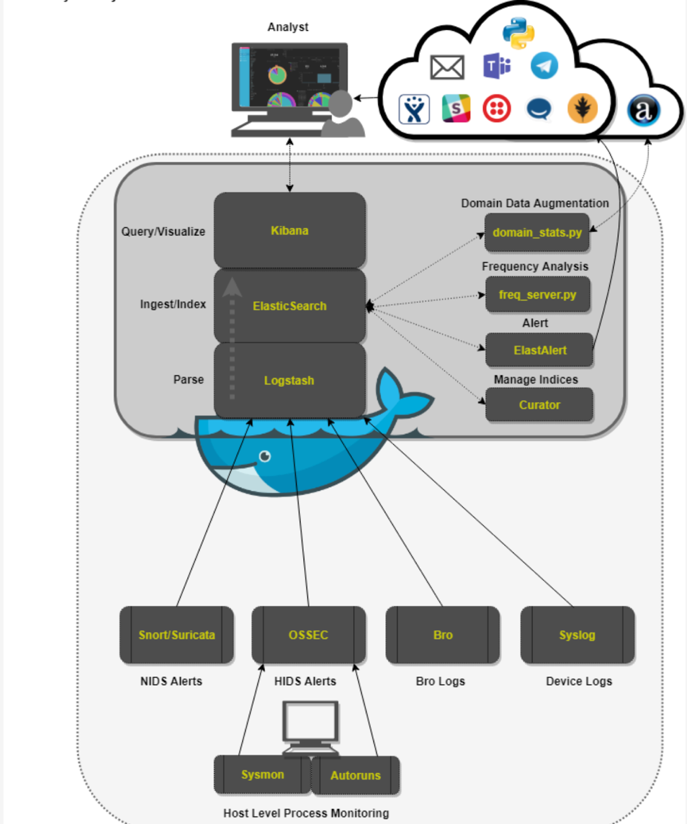 Analyst
Domain Data Augmentation
Query/Visualize
Kibana
domain_stats.py
Frequency Analysis
freq_server.py
Ingest/Index
ElasticSearch
Alert
ElastAlert
Parse
Logstash
Manage Indices
Curator
Snort/Suricata
OSSEC
Bro
Syslog
NIDS Alerts
HIDS Alerts
Bro Logs
Device Logs
Sysmon
Autoruns
Host Level Process Monitoring